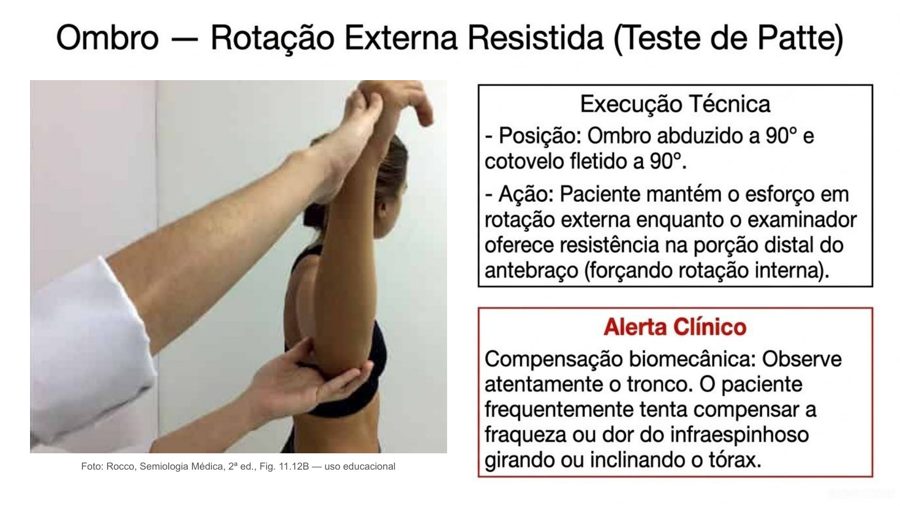 Ombro — Rotação Externa Resistida (Teste de Patte)
Execução Técnica
- Posição: Ombro abduzido a 90º e
cotovelo fletido a 90º.
- Ação: Paciente mantém o esforço em
rotação externa enquanto o examinador
oferece resistência na porção distal do
antebraço (forçando rotação interna).
Alerta Clínico
Compensação biomecânica: Observe
atentamente o tronco. O paciente
frequentemente tenta compensar a
fraqueza ou dor do infraespinhoso
girando ou inclinando o tórax.
Foto: Rocco, Semiologia Médica, 2ª ed., Fig. 11.12B — uso educacional